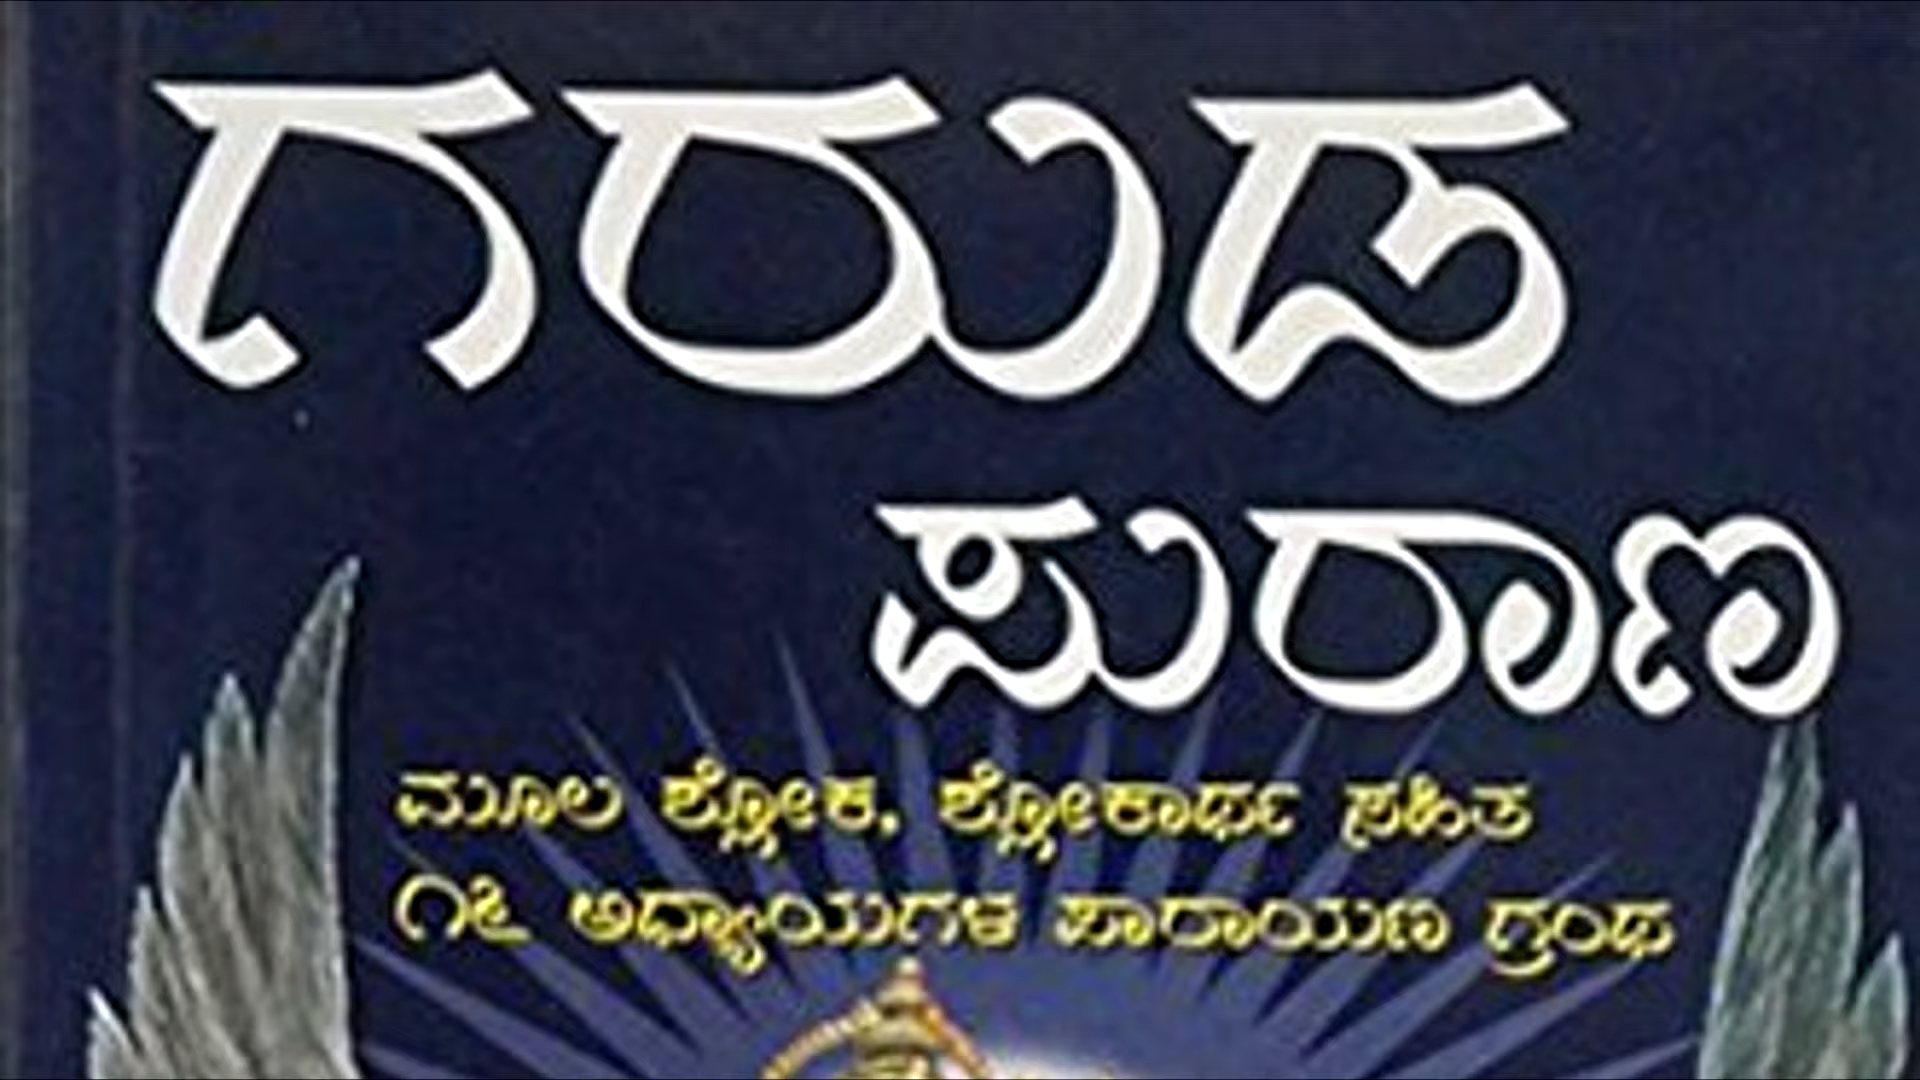 ಗರುಡ
ಪುರಾಣ
ಮೂಲ ಶ್ಲೋಕ, ಶ್ಲೋಕಾರ್ಥ ಸಹಿತ
೧೬ ಅಧ್ಯಾಯಗಳ ಪಾರಾಯಣ ಗ್ರಂಥ